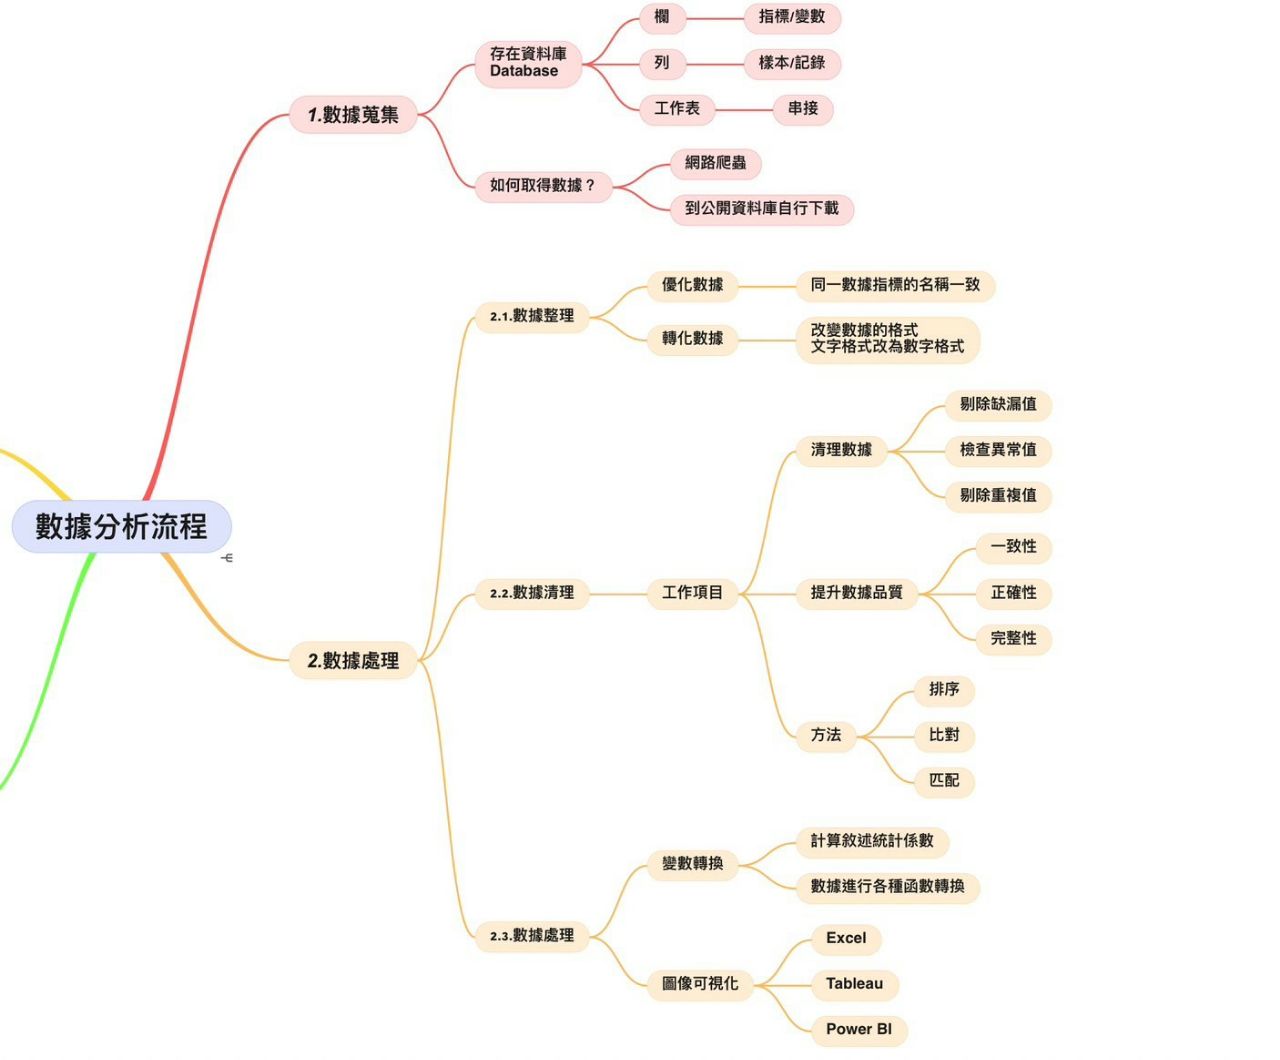 數據分析流程
1.數據蒐集
存在資料庫
Database
欄
指標/變數
列
樣本/記錄
工作表
串接
如何取得數據？
網路爬蟲
到公開資料庫自行下載
2.數據處理
2.1.數據整理
優化數據
同一數據指標的名稱一致
轉化數據
改變數據的格式
文字格式改為數字格式
2.2.數據清理
工作項目
清理數據
剔除缺漏值
檢查異常值
剔除重複值
提升數據品質
一致性
正確性
完整性
方法
排序
比對
匹配
2.3.數據處理
變數轉換
計算敘述統計係數
數據進行各種函數轉換
圖像可視化
Excel
Tableau
Power BI